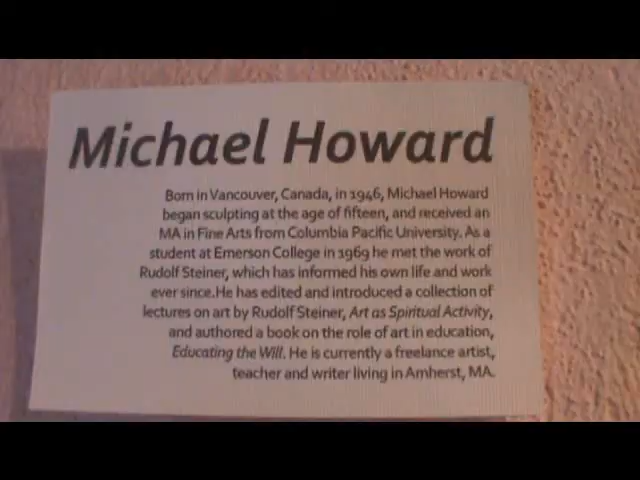 Michael Howard
Born in Vancouver, Canada, in 1946, Michael Howard
began sculpting at the age of fifteen, and received an
MA in Fine Arts from Columbia Pacific University. As a
student at Emerson College in 1969 he met the work of
Rudolf Steiner, which has informed his own life and work
ever since.He has edited and introduced a collection of
lectures on art by Rudolf Steiner, Art as Spiritual Activity,
and authored a book on the role of art in education,
Educating the Will. He is currently a freelance artist,
teacher and writer living in Amherst, MA.